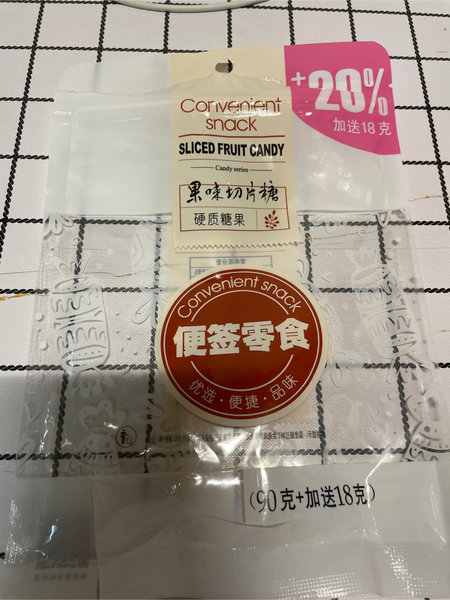 +20%
加送18克
Convenient
snack
SLICED FRUIT CANDY
Candy series
果味切片糖
硬质糖果
Convenient snack
便签零食
优选·便捷·品味
(90克+加送18克)